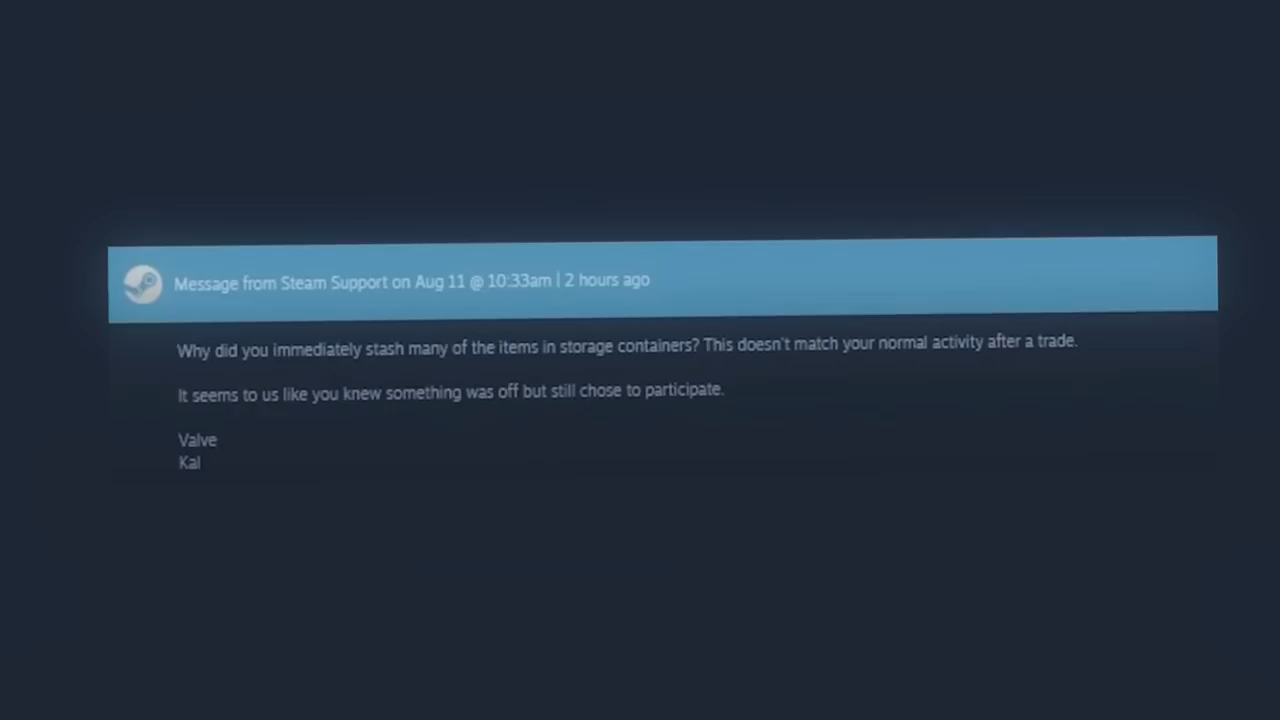 Message from Steam Support on Aug 11 @ 10:33am | 2 hours ago
Why did you immediately stash many of the items in storage containers? This doesn't match your normal activity after a trade.
It seems to us like you knew something was off but still chose to participate.
Valve
Kal